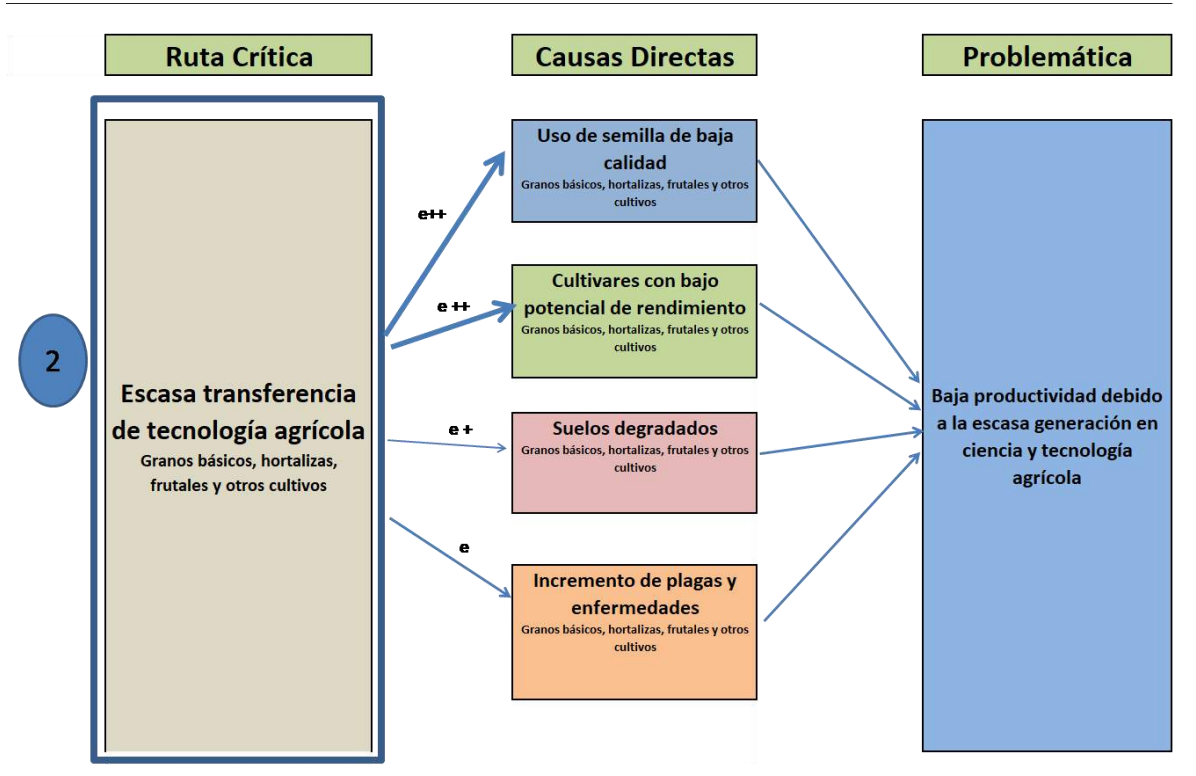 Ruta Crítica
Causas Directas
Problemática
2
Escasa transferencia
de tecnología agrícola
Granos básicos, hortalizas,
frutales y otros cultivos
e++
e ++
e +
e
Uso de semilla de baja
calidad
Granos básicos, hortalizas, frutales y otros
cultivos
Cultivares con bajo
potencial de rendimiento
Granos básicos, hortalizas, frutales y otros
cultivos
Suelos degradados
Granos básicos, hortalizas, frutales y otros
cultivos
Incremento de plagas y
enfermedades
Granos básicos, hortalizas, frutales y otros
cultivos
Baja productividad debido
a la escasa generación en
ciencia y tecnología
agrícola